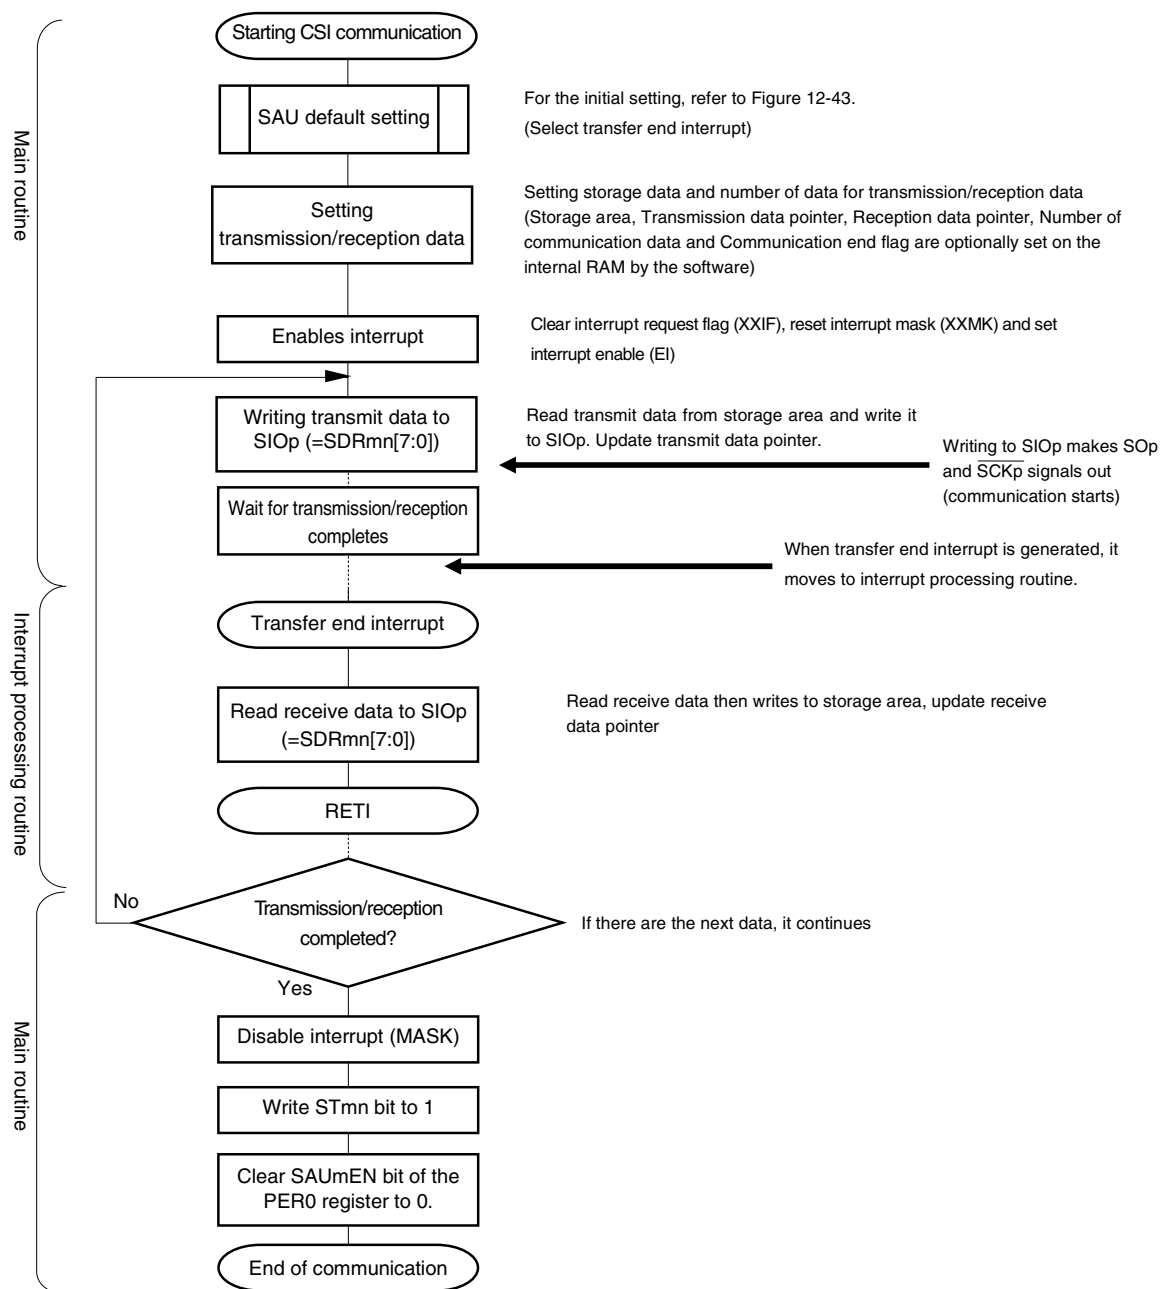 Starting CSI communication
SAU default setting
For the initial setting, refer to Figure 12-43.
(Select transfer end interrupt)
Main routine
Setting
transmission/reception data
Setting storage data and number of data for transmission/reception data
(Storage area, Transmission data pointer, Reception data pointer, Number of
communication data and Communication end flag are optionally set on the
internal RAM by the software)
Enables interrupt
Clear interrupt request flag (XXIF), reset interrupt mask (XXMK) and set
interrupt enable (EI)
Writing transmit data to
SIOp (=SDRmn[7:0])
Read transmit data from storage area and write it
to SIOp. Update transmit data pointer.
Writing to SIOp makes SOp
and SCKp signals out
(communication starts)
Wait for transmission/reception
completes
When transfer end interrupt is generated, it
moves to interrupt processing routine.
Interrupt processing routine
Transfer end interrupt
Read receive data to SIOp
(=SDRmn[7:0])
Read receive data then writes to storage area, update receive
data pointer
RETI
No
Transmission/reception
completed?
If there are the next data, it continues
Yes
Main routine
Disable interrupt (MASK)
Write STmn bit to 1
Clear SAUmEN bit of the
PER0 register to 0.
End of communication